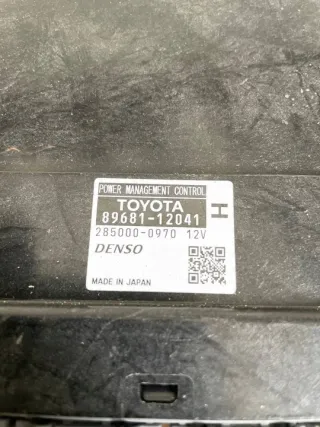 POWER MANAGEMENT CONTROL
TOYOTA
89681-12041 H
285000-0970 12V
DENSO
MADE IN JAPAN